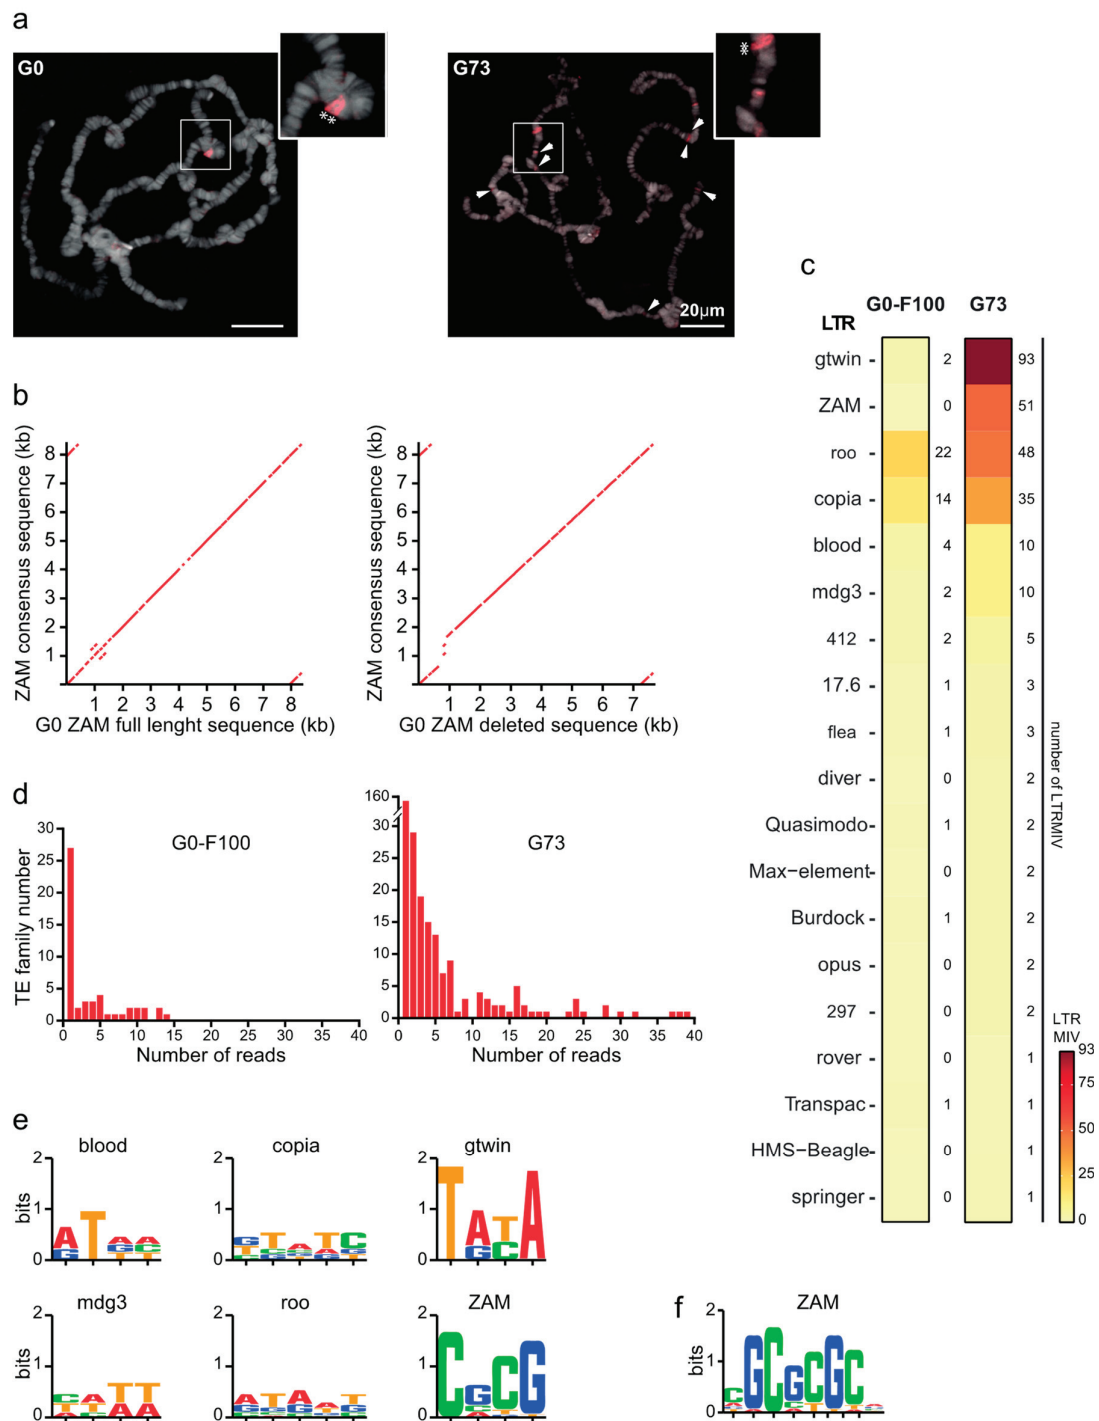 a
G0
**
G73
**
20µm
b
ZAM consensus sequence (kb)
8
7
6
5
4
3
2
1
1 2 3 4 5 6 7 8
G0 ZAM full lenght sequence (kb)
ZAM consensus sequence (kb)
8
7
6
5
4
3
2
1
1 2 3 4 5 6 7
G0 ZAM deleted sequence (kb)
c
LTR G0-F100 G73
gtwin 2 93
ZAM 0 51
roo 22 48
copia 14 35
blood 4 10
mdg3 2 10
412 2 5
17.6 1 3
flea 1 3
diver 0 2
Quasimodo 1 2
Max-element 0 2
Burdock 1 2
opus 0 2
297 0 2
rover 0 1
Transpac 1 1
HMS-Beagle 0 1
springer 0 1
number of LTRMIV
LTR
MIV
93
75
50
25
0
d
G0-F100
TE family number
30
25
20
15
10
5
0
0 5 10 15 20 25 30 35 40
Number of reads
G73
160
30
25
20
15
10
5
0
0 5 10 15 20 25 30 35 40
Number of reads
e
blood
bits
2
1
0
copia
2
1
0
gtwin
2
1
0
mdg3
bits
2
1
0
roo
2
1
0
ZAM
2
1
0
f
ZAM
bits
2
1
0